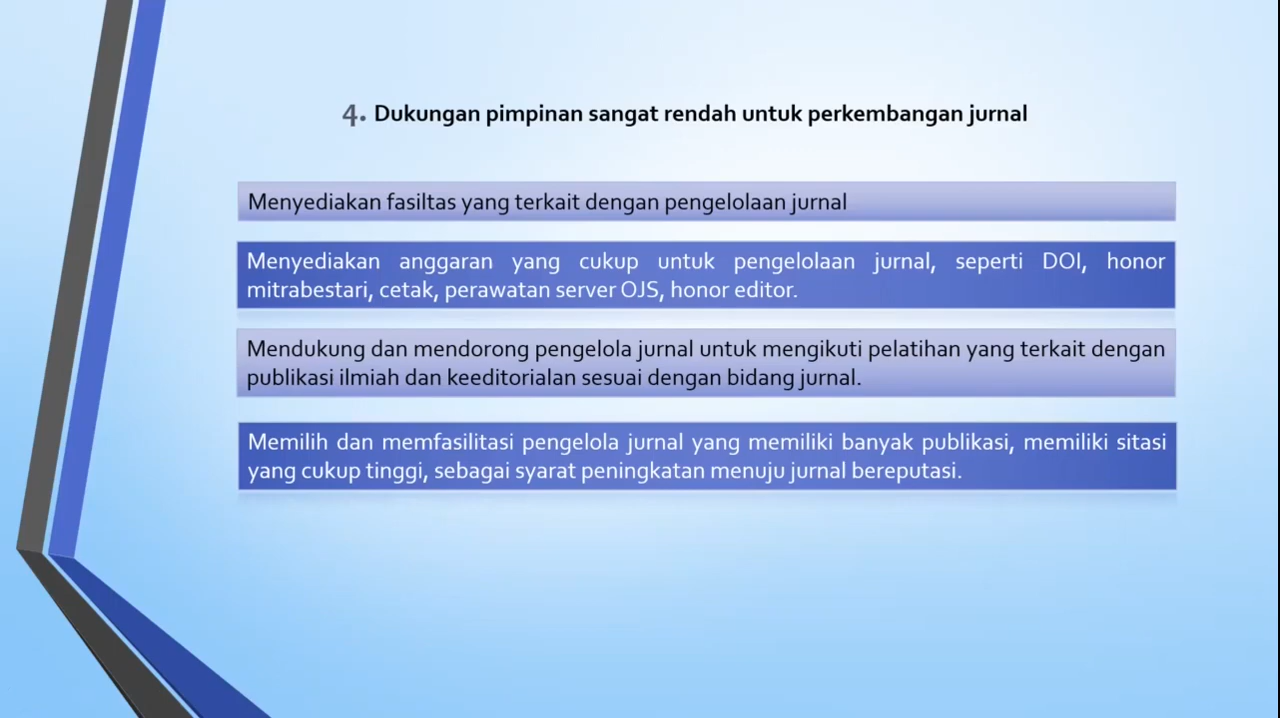 4. Dukungan pimpinan sangat rendah untuk perkembangan jurnal
Menyediakan fasiltas yang terkait dengan pengelolaan jurnal
Menyediakan anggaran yang cukup untuk pengelolaan jurnal, seperti DOI, honor
mitrabestari, cetak, perawatan server OJS, honor editor.
Mendukung dan mendorong pengelola jurnal untuk mengikuti pelatihan yang terkait dengan
publikasi ilmiah dan keeditorialan sesuai dengan bidang jurnal.
Memilih dan memfasilitasi pengelola jurnal yang memiliki banyak publikasi, memiliki sitasi
yang cukup tinggi, sebagai syarat peningkatan menuju jurnal bereputasi.